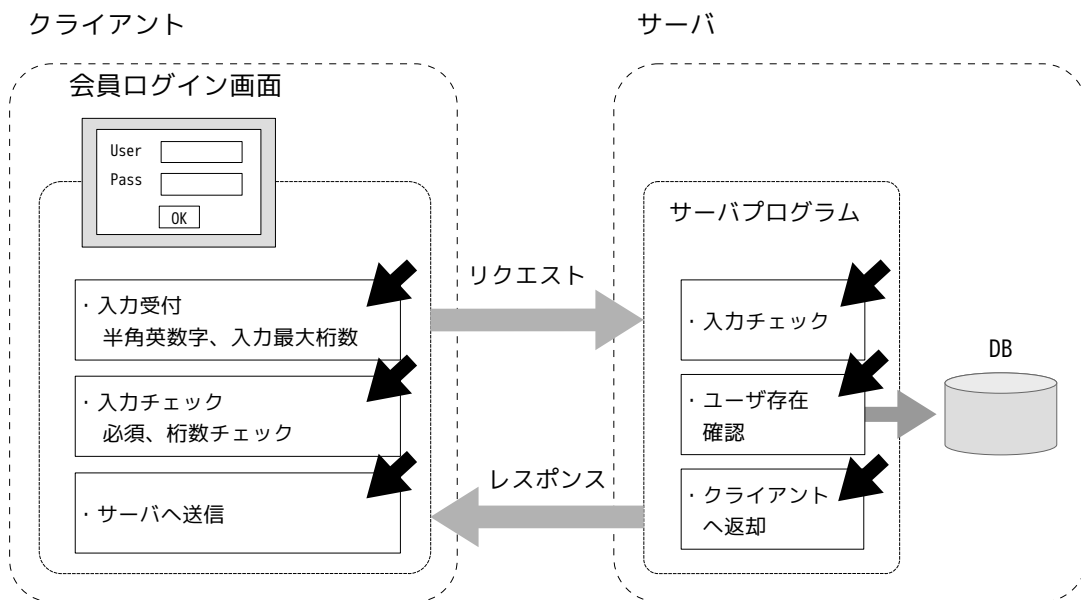 クライアント
会員ログイン画面
User
Pass
OK
・入力受付
半角英数字、入力最大桁数
・入力チェック
必須、桁数チェック
・サーバへ送信
リクエスト
レスポンス
サーバ
サーバプログラム
・入力チェック
・ユーザ存在
確認
・クライアント
へ返却
DB